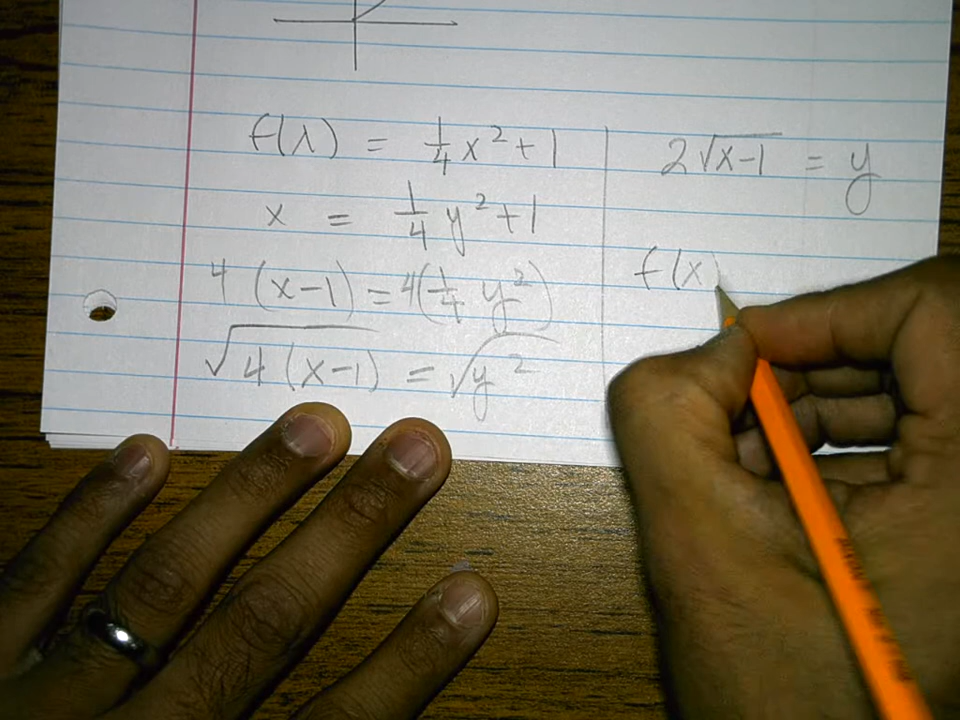 f(x) = 1/4 x² + 1
x = 1/4 y² + 1
4 (x-1) = 4(1/4 y²)
√4 (x-1) = √y²
2√x-1 = y
f(x)